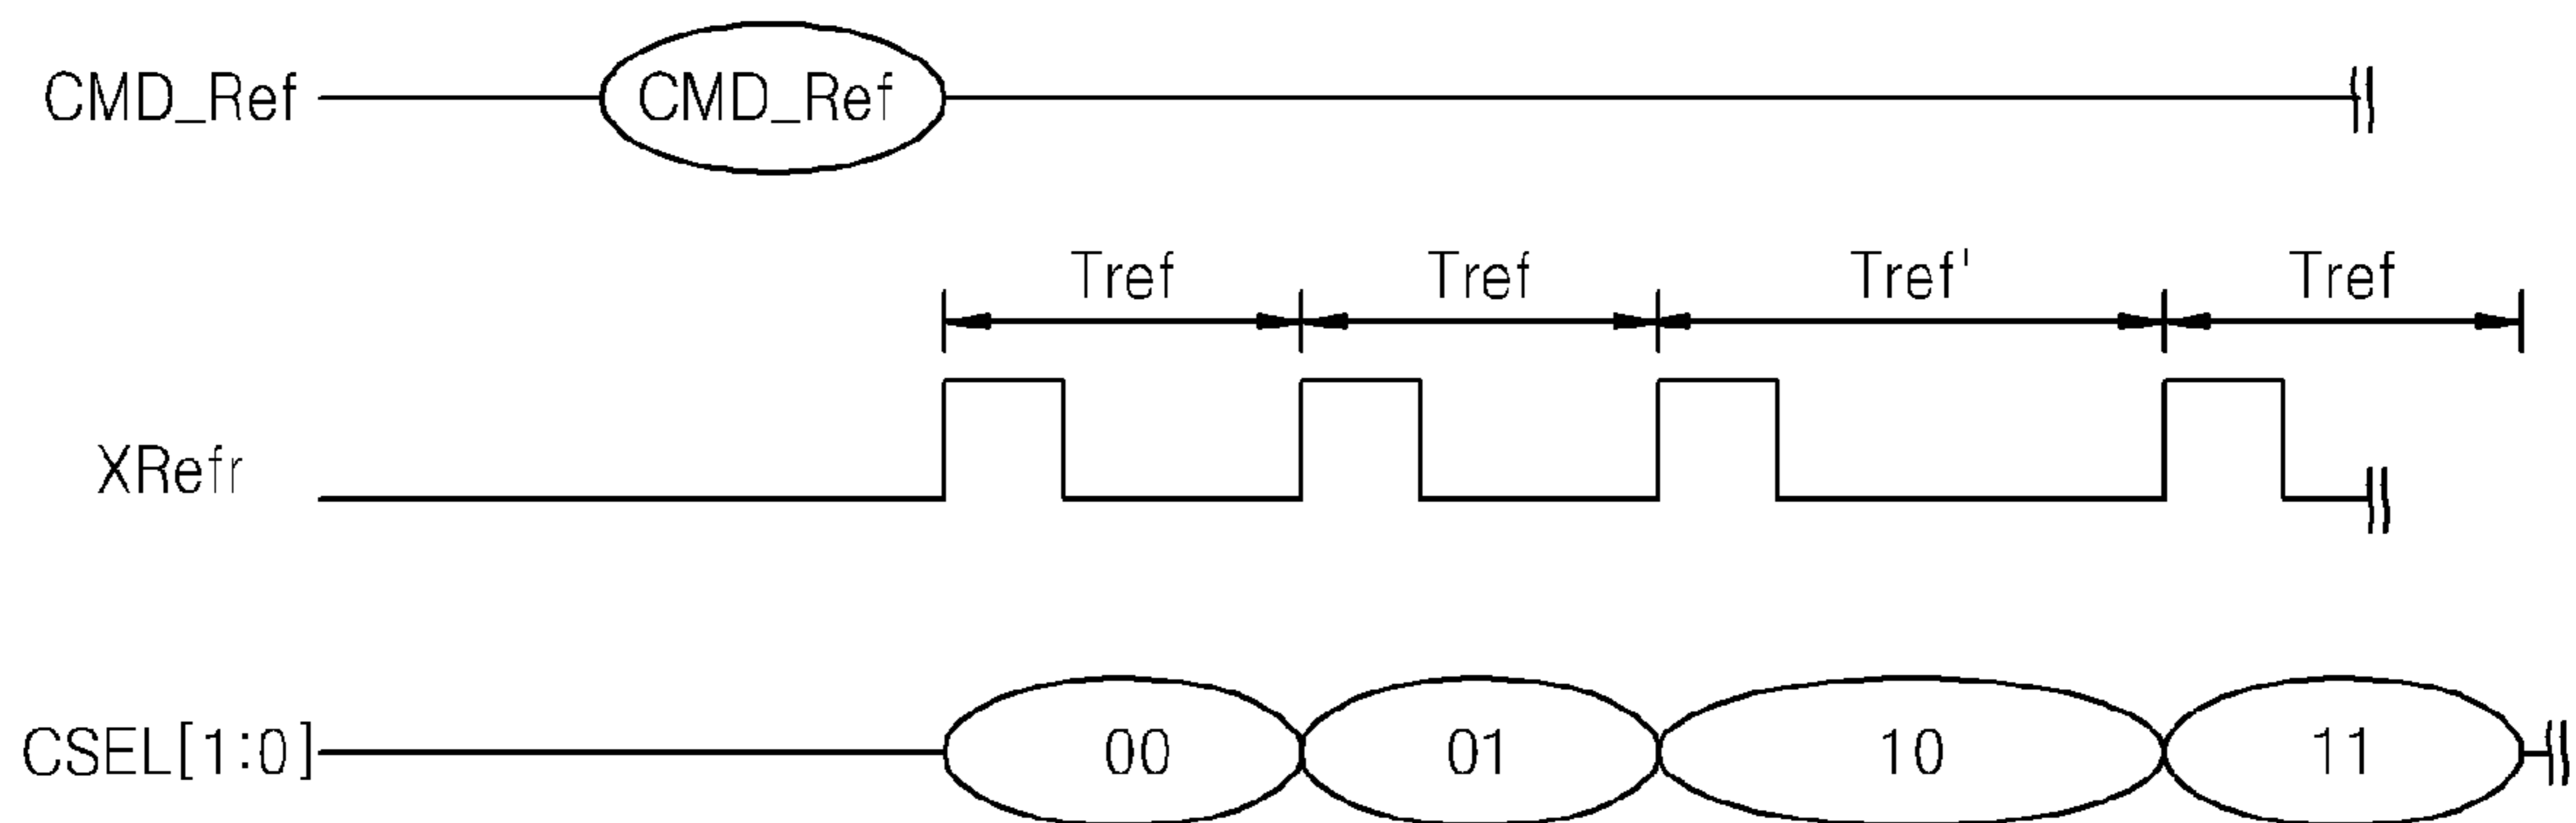 CMD_Ref CMD_Ref
Tref Tref Tref' Tref
XRefr
CSEL[1:0] 00 01 10 11